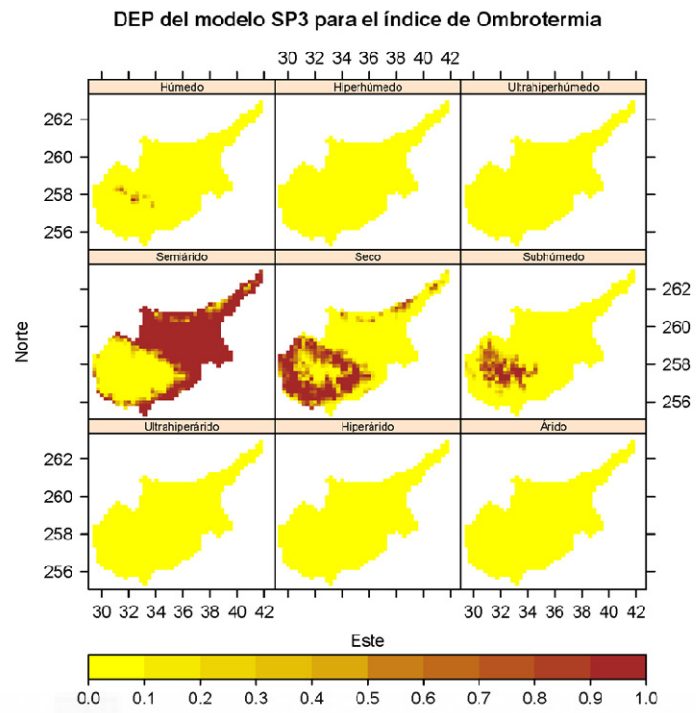 DEP del modelo SP3 para el índice de Ombrotermia
30 32 34 36 38 40 42
Húmedo Hiperhúmedo Ultrahiperhúmedo
262
260
258
256
Semiárido Seco Subhúmedo
262
260
258
256
Norte
Ultrahiperárido Hiperárido Árido
262
260
258
256
30 32 34 36 38 40 42 30 32 34 36 38 40 42
Este
0.0 0.1 0.2 0.3 0.4 0.5 0.6 0.7 0.8 0.9 1.0